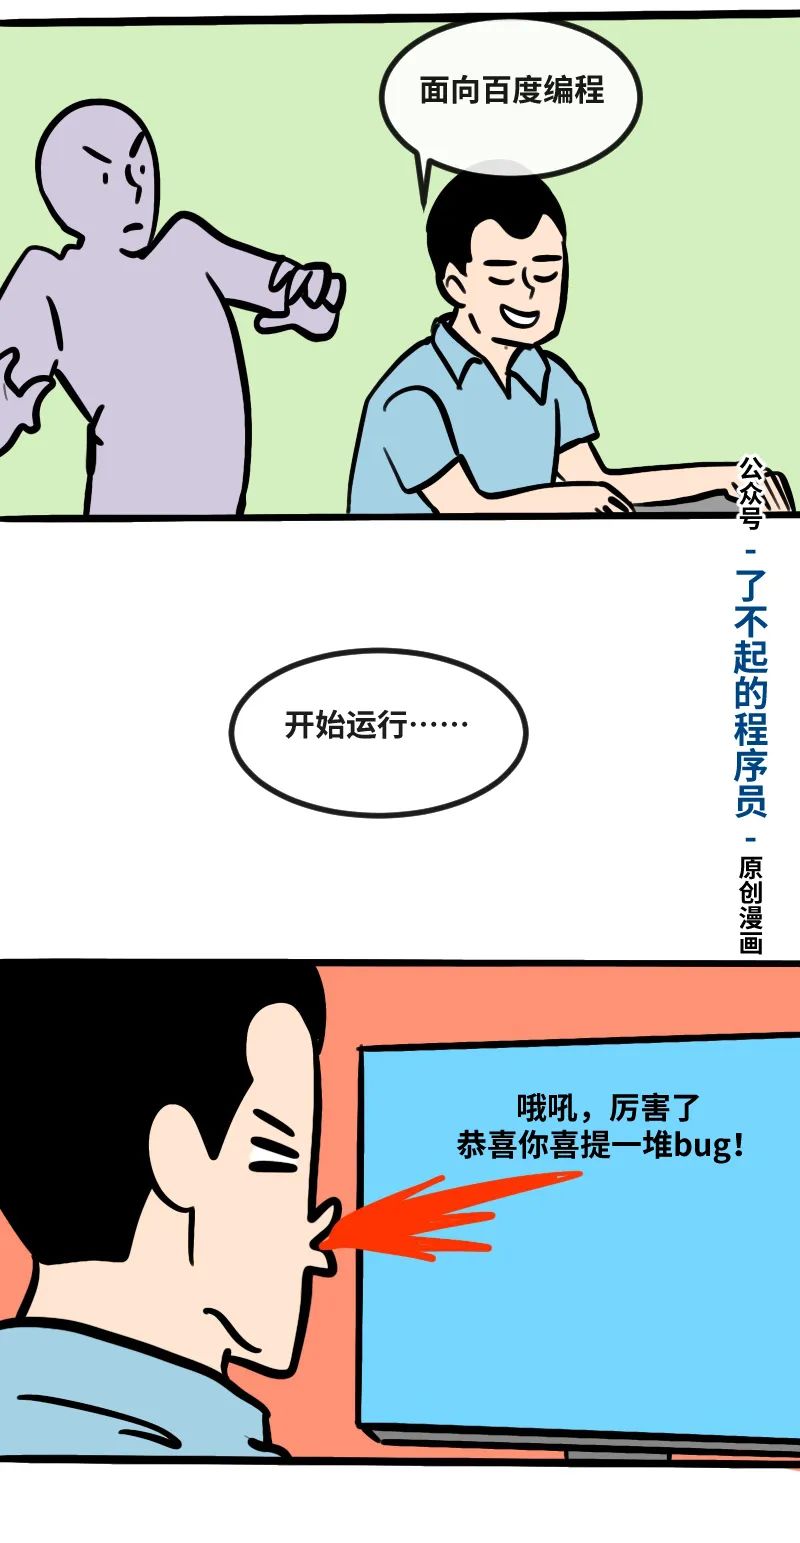 面向百度编程
公众号 - 了不起的程序员 - 原创漫画
开始运行……
哦吼，厉害了
恭喜你喜提一堆bug！